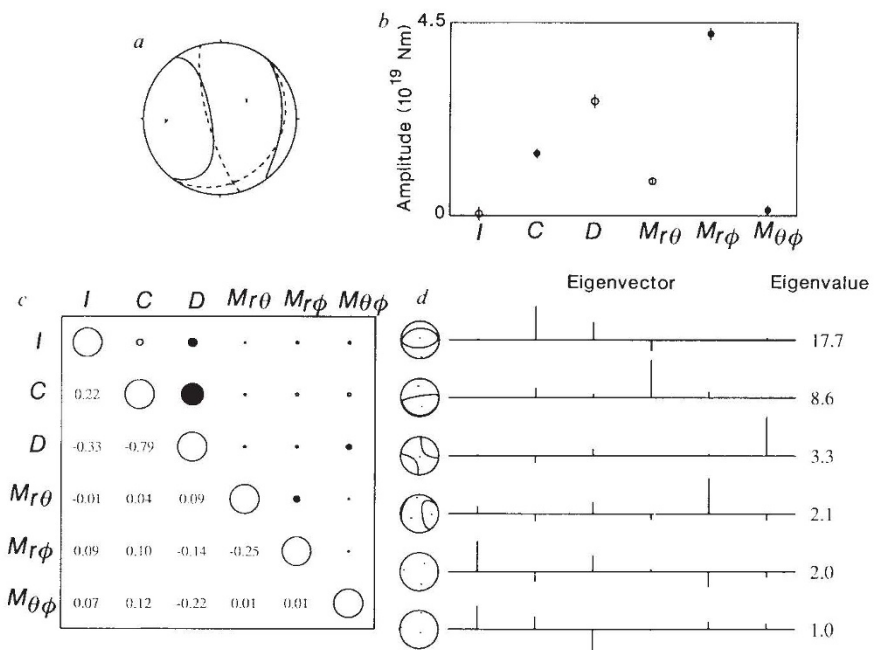 a
b
4.5
Amplitude (10¹⁹ Nm)
0
I C D Mrθ Mrϕ Mθϕ
c I C D Mrθ Mrϕ Mθϕ
I
C 0.22
D -0.33 -0.79
Mrθ -0.01 0.04 0.09
Mrϕ 0.09 0.10 -0.14 -0.25
Mθϕ 0.07 0.12 -0.22 0.01 0.01
d Eigenvector Eigenvalue
17.7
8.6
3.3
2.1
2.0
1.0